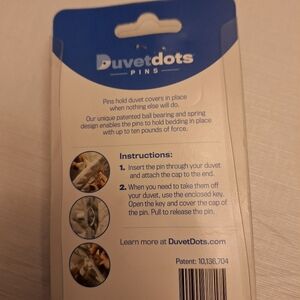 Duvetdots
PINS
Pins hold duvet covers in place
when nothing else will do.
Our unique patented ball bearing and spring
design enables the pins to hold bedding in place
with up to ten pounds of force.
Instructions:
1. Insert the pin through your duvet
and attach the cap to the end.
2. When you need to take them off
your duvet, use the enclosed key.
Open the key and cover the cap of
the pin. Pull to release the pin.
Learn more at DuvetDots.com
Patent: 10,136,704